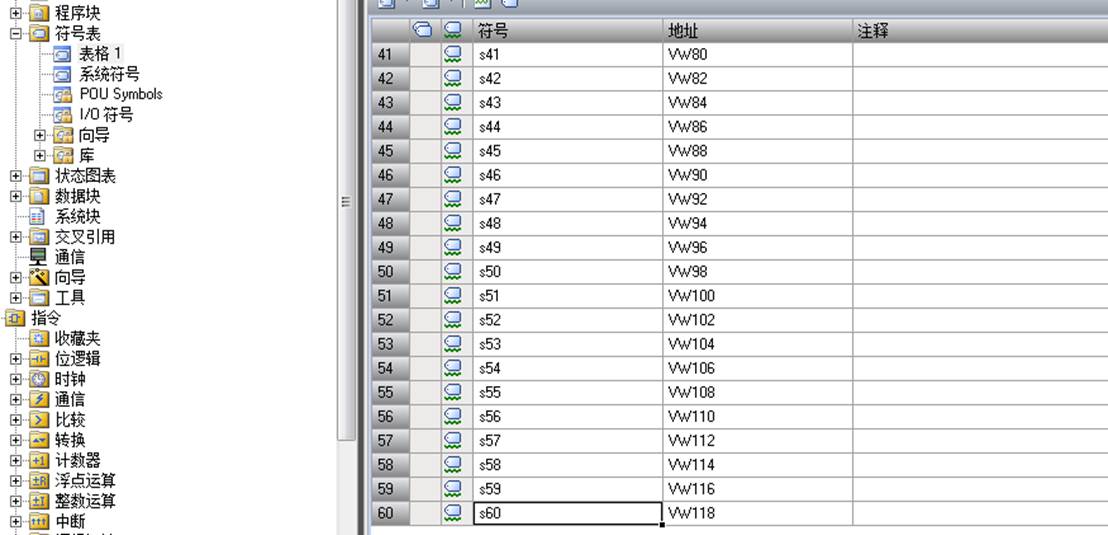 程序块
符号表
表格 1
系统符号
POU Symbols
I/O 符号
向导
库
状态图表
数据块
系统块
交叉引用
通信
向导
工具
指令
收藏夹
位逻辑
时钟
通信
比较
转换
计数器
浮点运算
整数运算
中断
符号 地址 注释
41 s41 VW80
42 s42 VW82
43 s43 VW84
44 s44 VW86
45 s45 VW88
46 s46 VW90
47 s47 VW92
48 s48 VW94
49 s49 VW96
50 s50 VW98
51 s51 VW100
52 s52 VW102
53 s53 VW104
54 s54 VW106
55 s55 VW108
56 s56 VW110
57 s57 VW112
58 s58 VW114
59 s59 VW116
60 s60 VW118